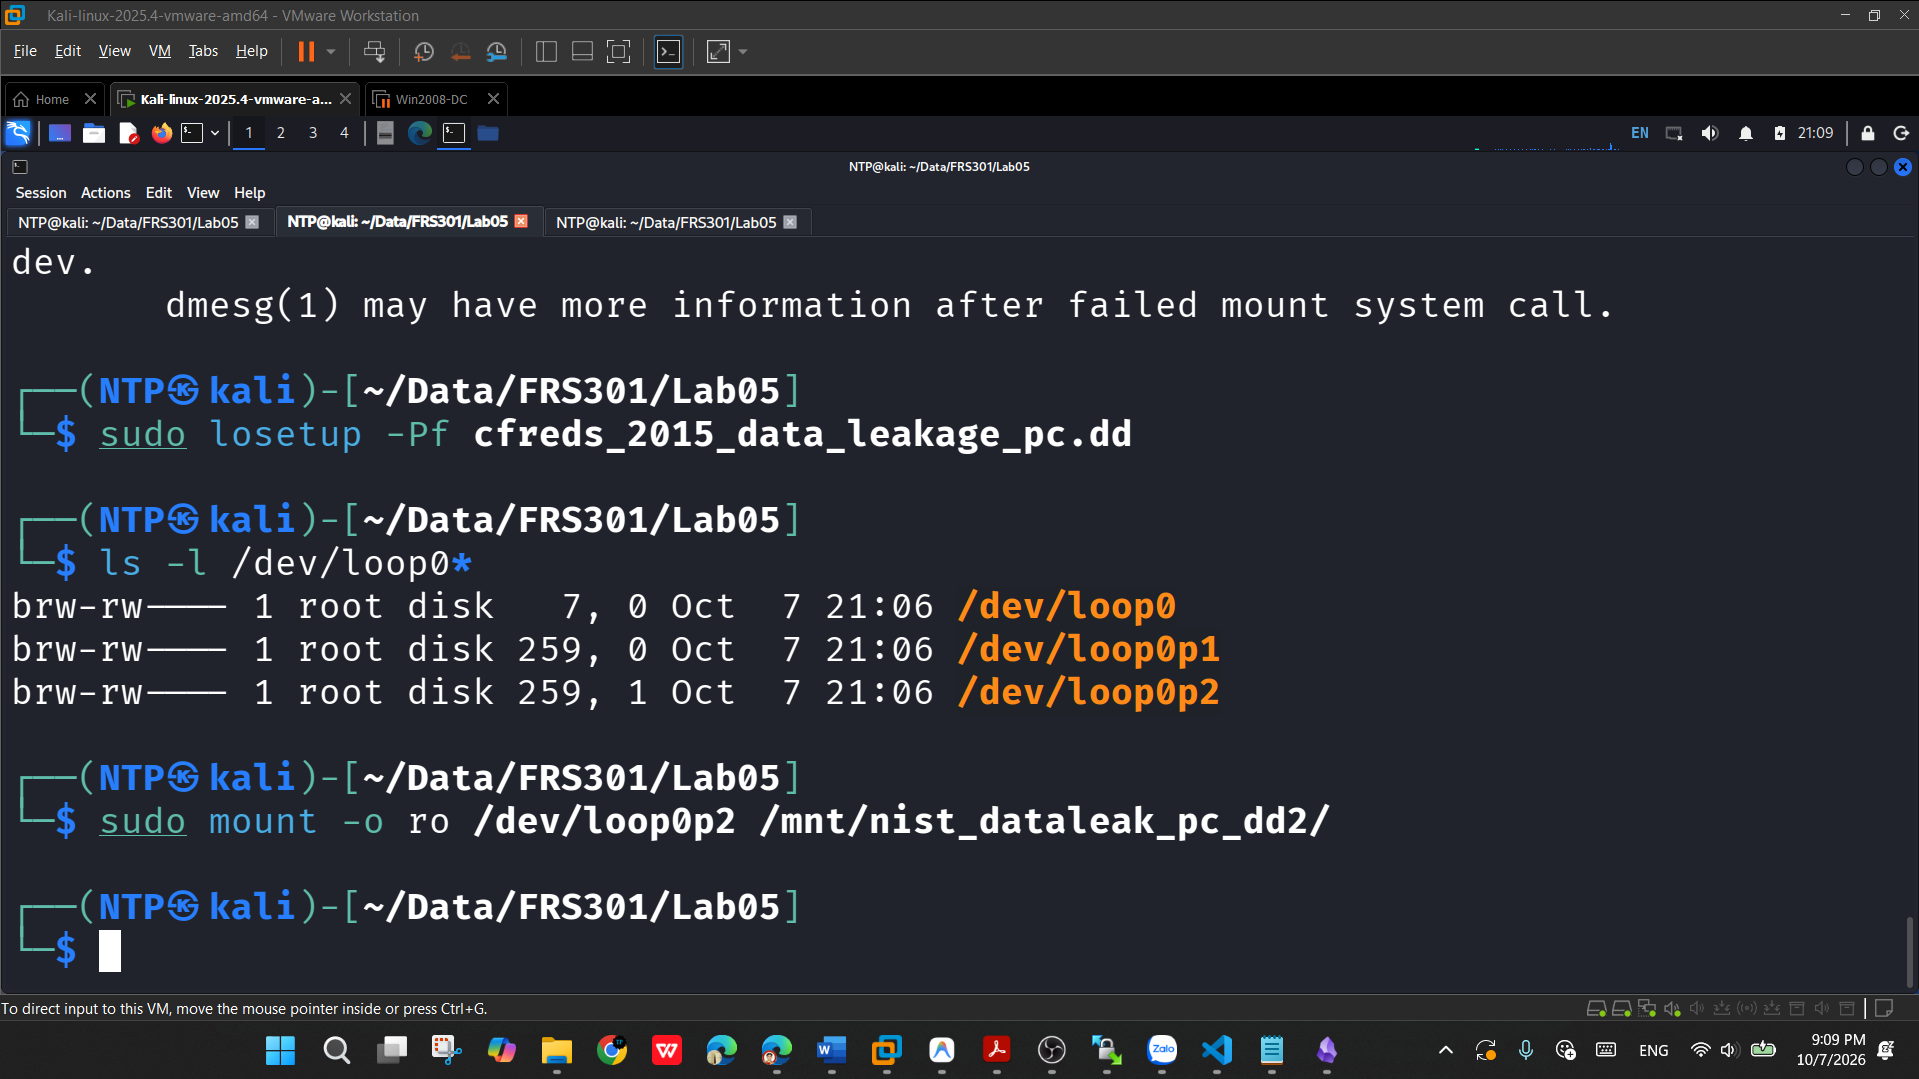 Kali-linux-2025.4-vmware-amd64 - VMware Workstation
File Edit View VM Tabs Help
Home Kali-linux-2025.4-vmware-a... Win2008-DC
1 2 3 4 EN 21:09
NTP@kali: ~/Data/FRS301/Lab05
Session Actions Edit View Help
NTP@kali: ~/Data/FRS301/Lab05 NTP@kali: ~/Data/FRS301/Lab05 NTP@kali: ~/Data/FRS301/Lab05
dev.
dmesg(1) may have more information after failed mount system call.
┌──(NTP㉿kali)-[~/Data/FRS301/Lab05]
└─$ sudo losetup -Pf cfreds_2015_data_leakage_pc.dd
┌──(NTP㉿kali)-[~/Data/FRS301/Lab05]
└─$ ls -l /dev/loop0*
brw-rw---- 1 root disk 7, 0 Oct 7 21:06 /dev/loop0
brw-rw---- 1 root disk 259, 0 Oct 7 21:06 /dev/loop0p1
brw-rw---- 1 root disk 259, 1 Oct 7 21:06 /dev/loop0p2
┌──(NTP㉿kali)-[~/Data/FRS301/Lab05]
└─$ sudo mount -o ro /dev/loop0p2 /mnt/nist_dataleak_pc_dd2/
┌──(NTP㉿kali)-[~/Data/FRS301/Lab05]
└─$
To direct input to this VM, move the mouse pointer inside or press Ctrl+G.
Zalo
ENG
9:09 PM
10/7/2026